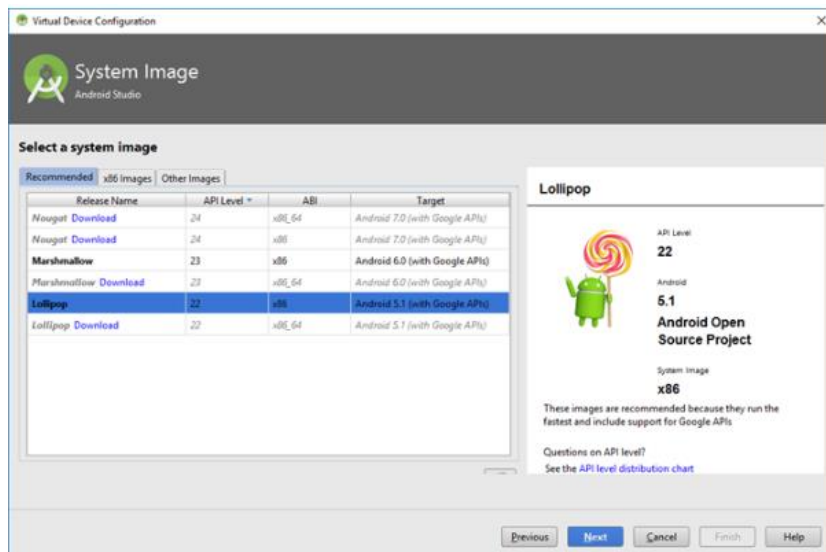 Virtual Device Configuration
System Image
Android Studio
Select a system image
Recommended x86 Images Other Images
Release Name API Level ABI Target
Nougat Download 24 x86_64 Android 7.0 (with Google APIs)
Nougat Download 24 x86 Android 7.0 (with Google APIs)
Marshmallow 23 x86 Android 6.0 (with Google APIs)
Marshmallow Download 23 x86_64 Android 6.0 (with Google APIs)
Lollipop 22 x86 Android 5.1 (with Google APIs)
Lollipop Download 22 x86_64 Android 5.1 (with Google APIs)
Lollipop
API Level
22
Android
5.1
Android Open
Source Project
System Image
x86
These images are recommended because they run the
fastest and include support for Google APIs
Questions on API level?
See the API level distribution chart
Previous Next Cancel Finish Help